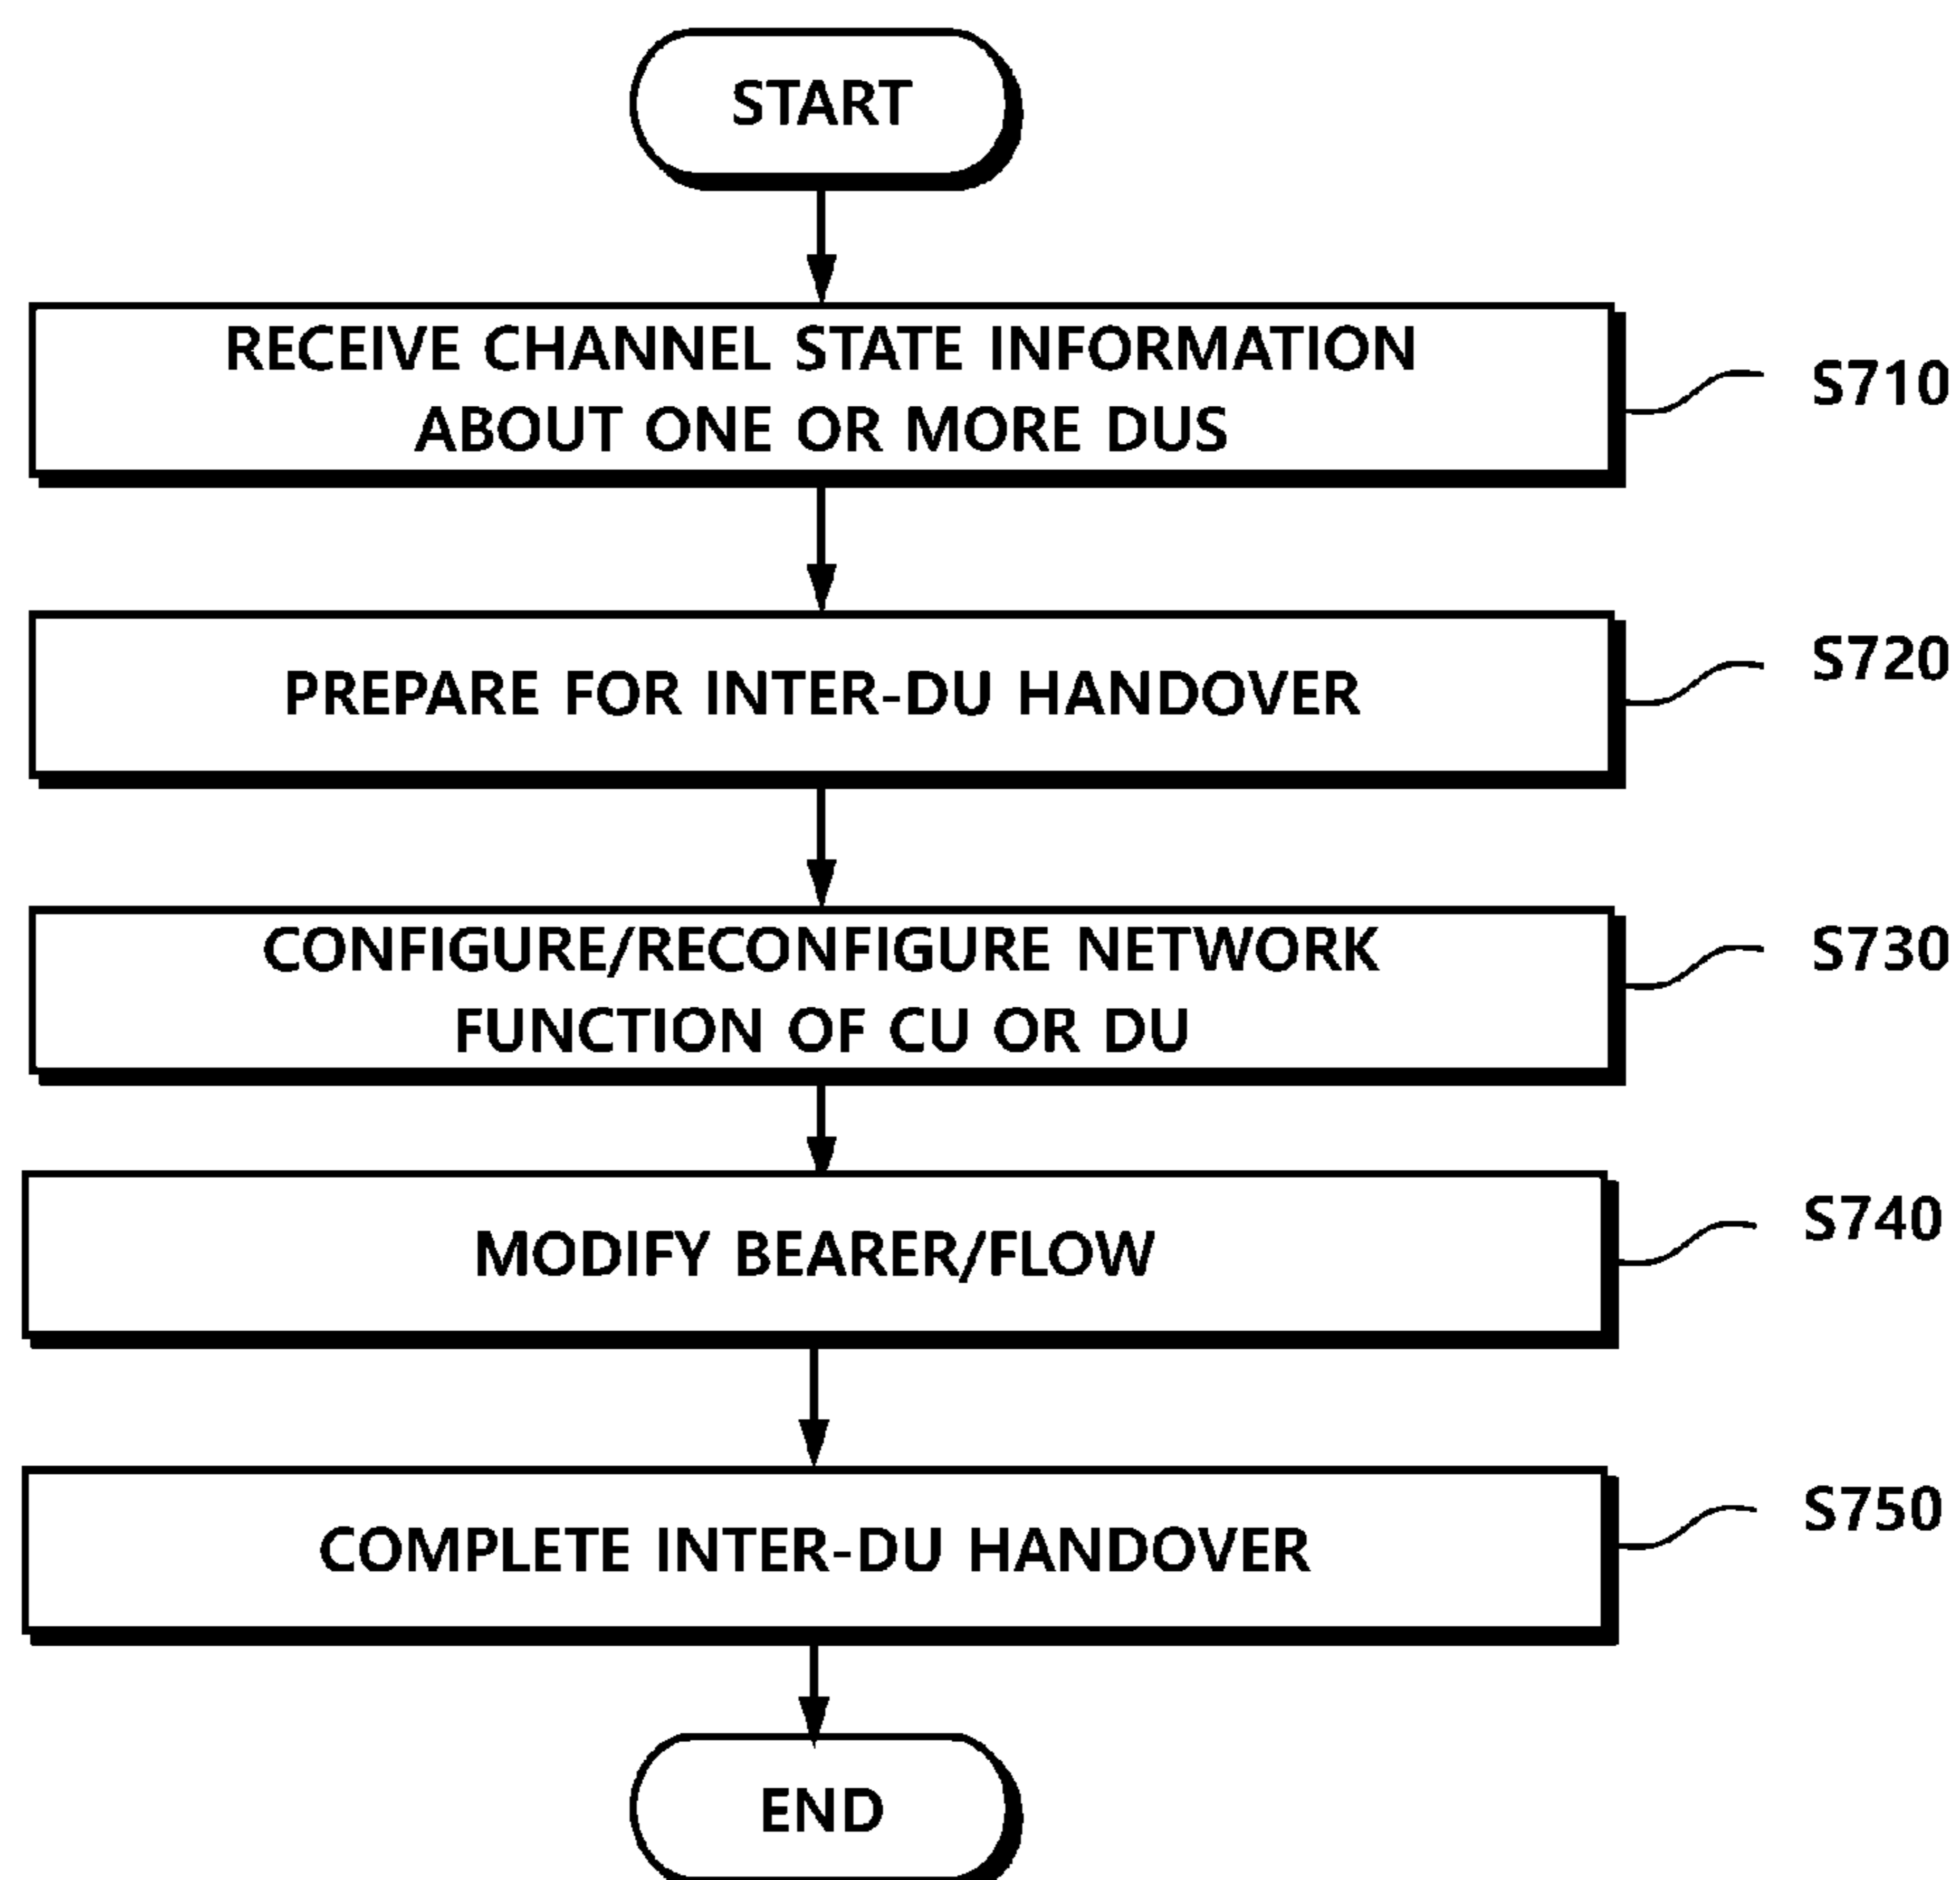 START
RECEIVE CHANNEL STATE INFORMATION
ABOUT ONE OR MORE DUS
S710
PREPARE FOR INTER-DU HANDOVER
S720
CONFIGURE/RECONFIGURE NETWORK
FUNCTION OF CU OR DU
S730
MODIFY BEARER/FLOW
S740
COMPLETE INTER-DU HANDOVER
S750
END